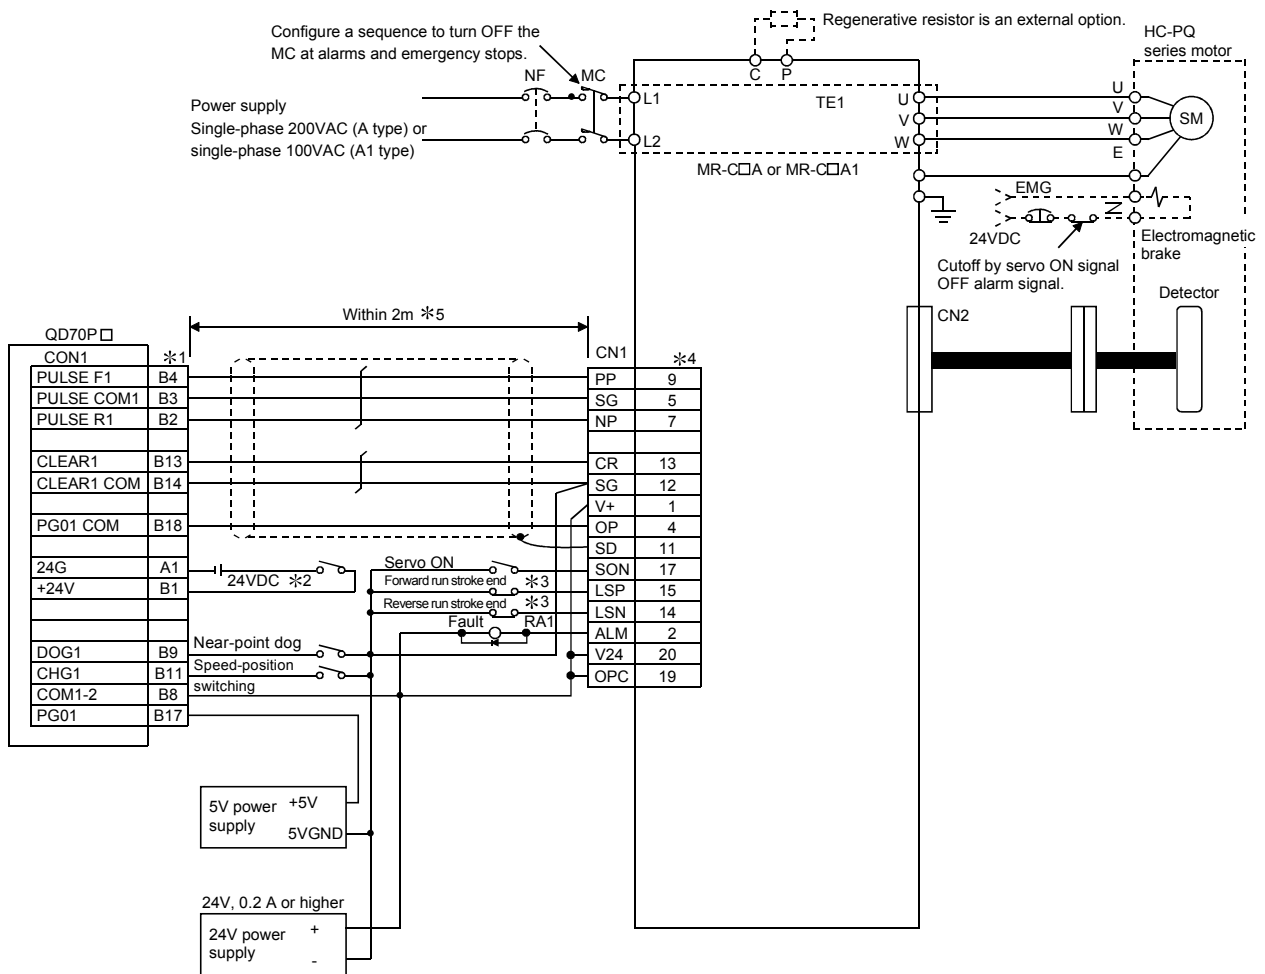 Configure a sequence to turn OFF the
MC at alarms and emergency stops.
Regenerative resistor is an external option.
HC-PQ
series motor
C P
NF MC
Power supply
Single-phase 200VAC (A type) or
single-phase 100VAC (A1 type)
L1
L2
TE1
U
V
W
U
V
W
E
SM
MR-C□A or MR-C□A1
EMG
24VDC
Electromagnetic
brake
Cutoff by servo ON signal
OFF alarm signal.
Detector
CN2
Within 2m *5
QD70P□
CON1 *1
CN1 *4
PULSE F1 B4
PULSE COM1 B3
PULSE R1 B2
CLEAR1 B13
CLEAR1 COM B14
PG01 COM B18
24G A1
+24V B1
DOG1 B9
CHG1 B11
COM1-2 B8
PG01 B17
PP 9
SG 5
NP 7
CR 13
SG 12
V+ 1
OP 4
SD 11
SON 17
LSP 15
LSN 14
ALM 2
V24 20
OPC 19
24VDC *2
Servo ON
Forward run stroke end *3
Reverse run stroke end *3
Fault RA1
Near-point dog
Speed-position
switching
5V power
supply
+5V
5VGND
24V, 0.2 A or higher
24V power
supply
+
-